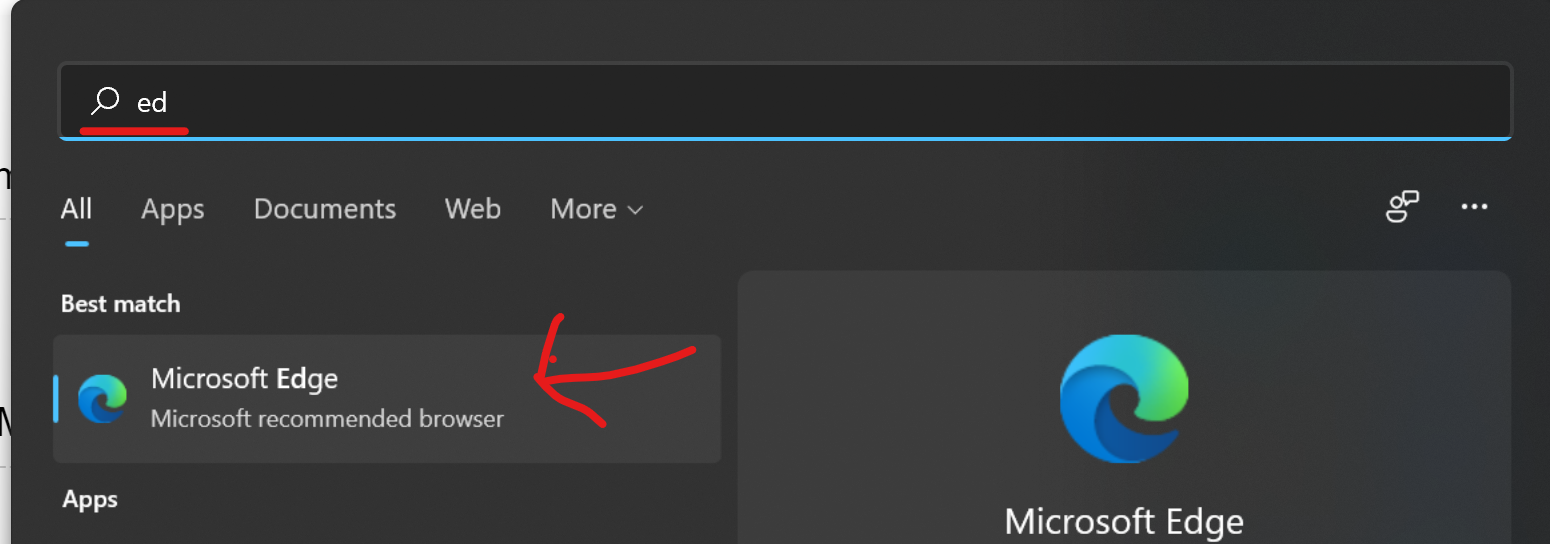 ed
All Apps Documents Web More
Best match
Microsoft Edge
Microsoft recommended browser
Apps
Microsoft Edge